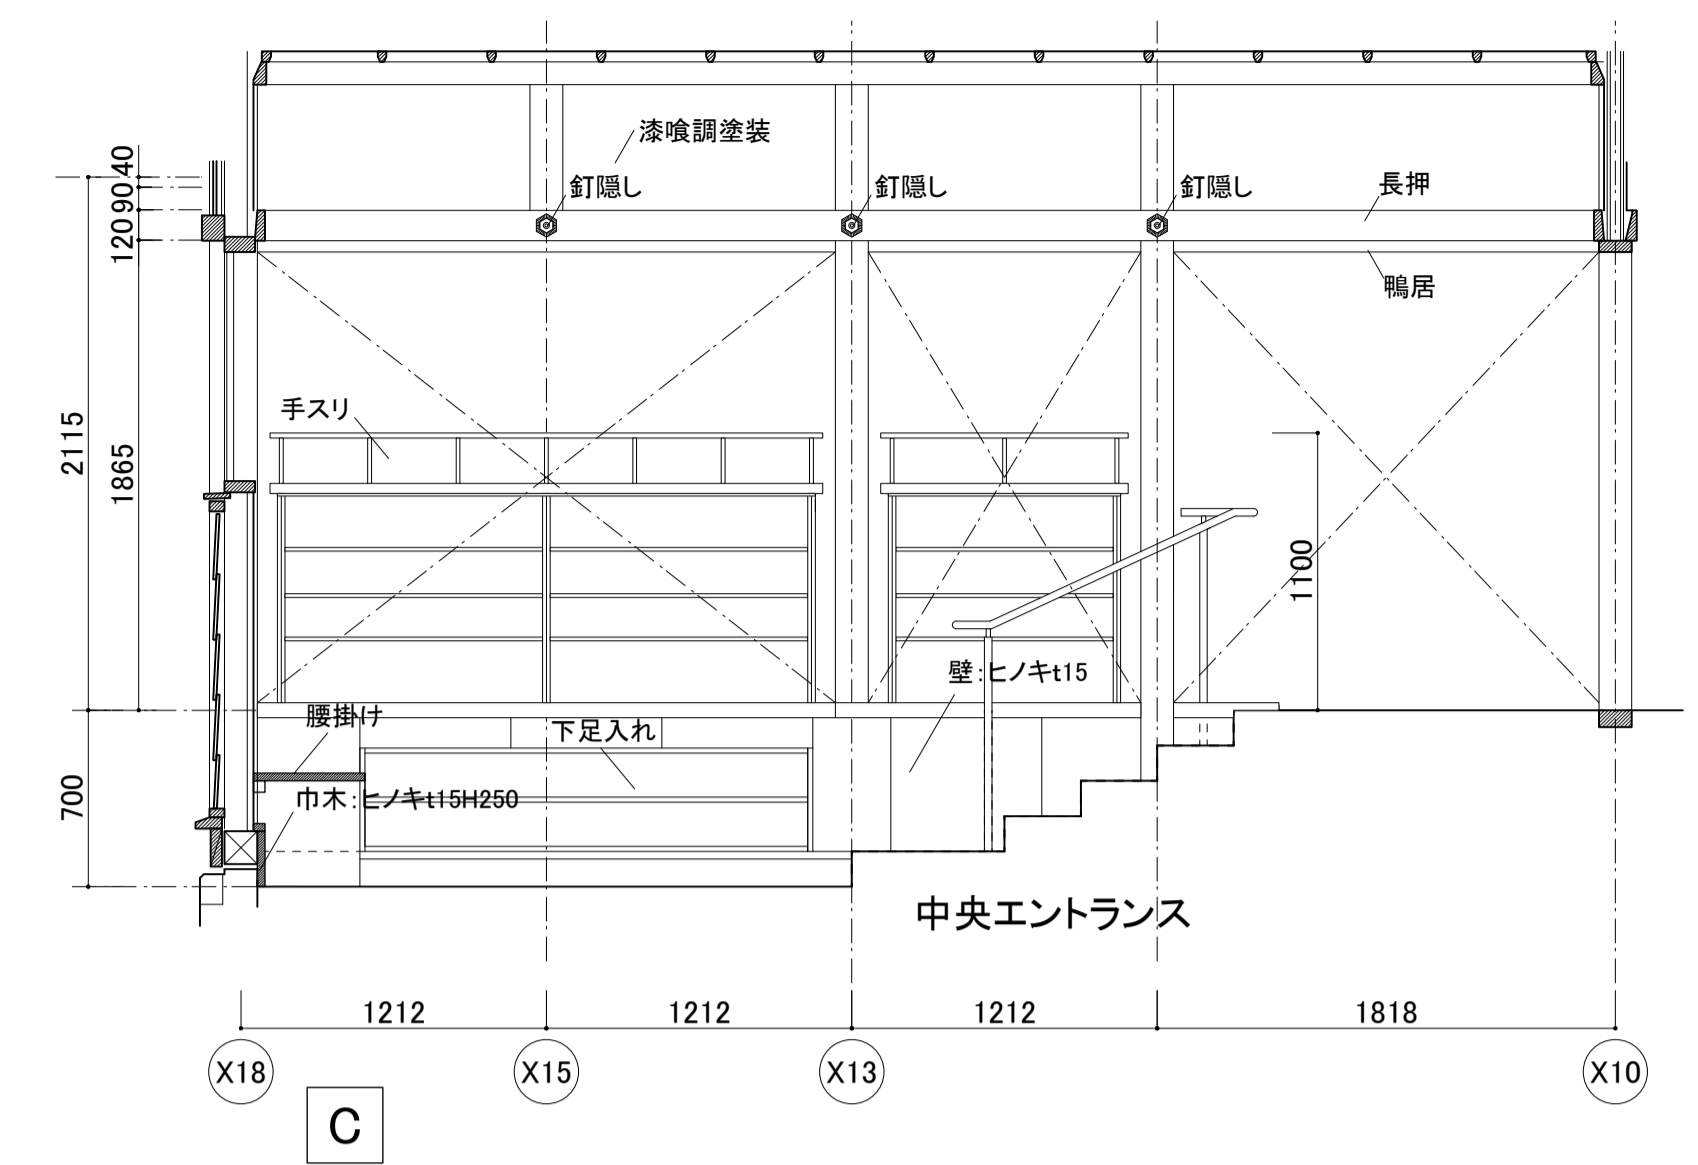 漆喰調塗装
釘隠し
釘隠し
釘隠し
長押
鴨居
40
90
120
2115
1865
手スリ
1100
壁:ヒノキt15
腰掛け
下足入れ
700
巾木:ヒノキt15H250
中央エントランス
1212
1212
1212
1818
X18
X15
X13
X10
C